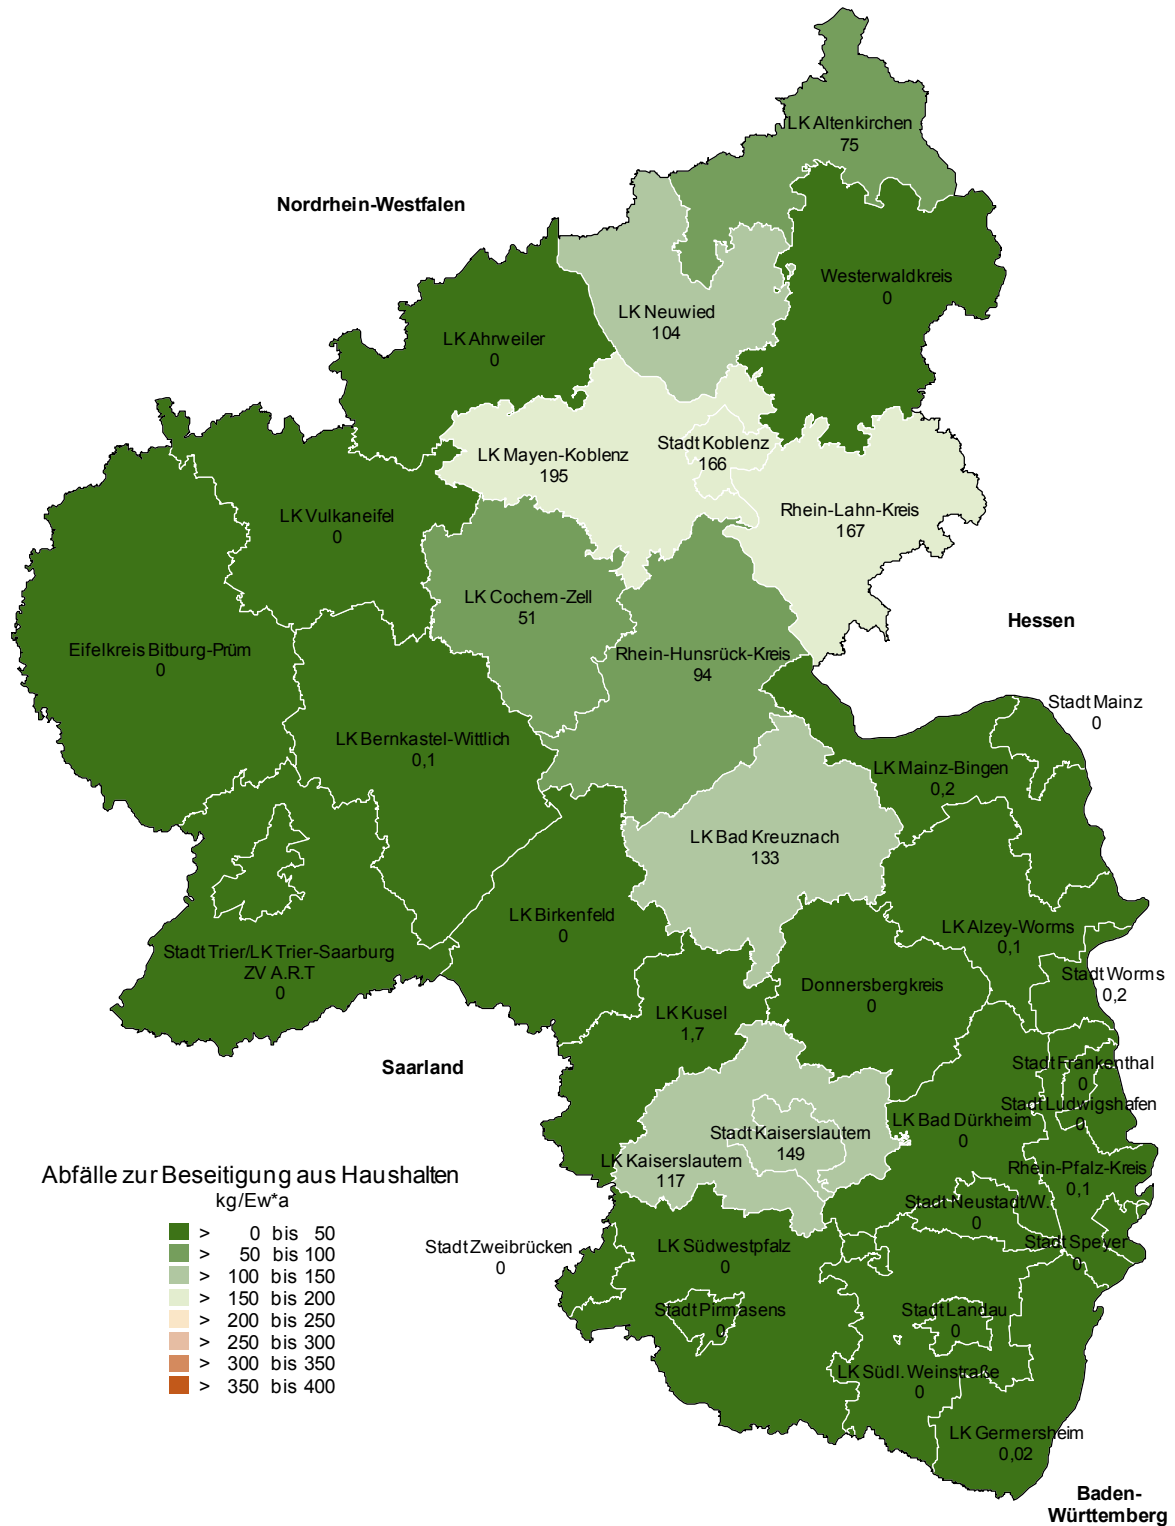 LK Altenkirchen
75
Nordrhein-Westfalen
Westerwaldkreis
0
LK Neuwied
104
LK Ahrweiler
0
Stadt Koblenz
166
LK Mayen-Koblenz
195
Rhein-Lahn-Kreis
167
LK Vulkaneifel
0
LK Cochem-Zell
51
Hessen
Eifelkreis Bitburg-Prüm
0
Rhein-Hunsrück-Kreis
94
Stadt Mainz
0
LK Bernkastel-Wittlich
0,1
LK Mainz-Bingen
0,2
LK Bad Kreuznach
133
LK Birkenfeld
0
LK Alzey-Worms
0,1
Stadt Trier/LK Trier-Saarburg
ZV A.R.T
0
Stadt Worms
0,2
Donnersbergkreis
0
LK Kusel
1,7
Saarland
Stadt Frankenthal
0
Stadt Ludwigshafen
0
LK Bad Dürkheim
0
Stadt Kaiserslautern
149
LK Kaiserslautern
117
Rhein-Pfalz-Kreis
0,1
Stadt Neustadt/W.
0
Stadt Speyer
0
Stadt Zweibrücken
0
LK Südwestpfalz
0
Stadt Pirmasens
0
Stadt Landau
0
LK Südl. Weinstraße
0
LK Germersheim
0,02
Baden-
Württemberg
Abfälle zur Beseitigung aus Haushalten
kg/Ew*a
> 0 bis 50
> 50 bis 100
> 100 bis 150
> 150 bis 200
> 200 bis 250
> 250 bis 300
> 300 bis 350
> 350 bis 400